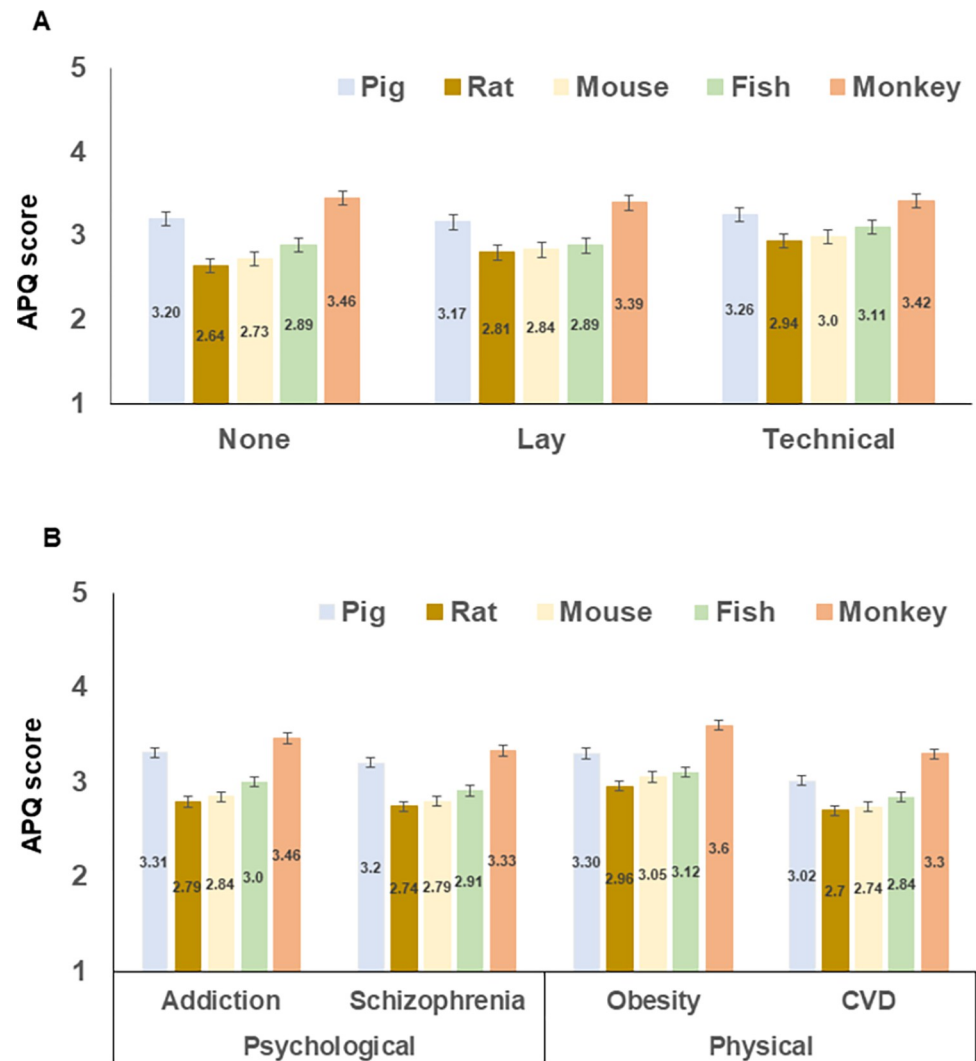 A
5
Pig Rat Mouse Fish Monkey
4
3
2
1
APQ score
3.20 2.64 2.73 2.89 3.46 3.17 2.81 2.84 2.89 3.39 3.26 2.94 3.0 3.11 3.42
None Lay Technical
B
5
Pig Rat Mouse Fish Monkey
4
3
2
1
APQ score
3.31 2.79 2.84 3.0 3.46 3.2 2.74 2.79 2.91 3.33 3.30 2.96 3.05 3.12 3.6 3.02 2.7 2.74 2.84 3.3
Addiction Schizophrenia Obesity CVD
Psychological Physical